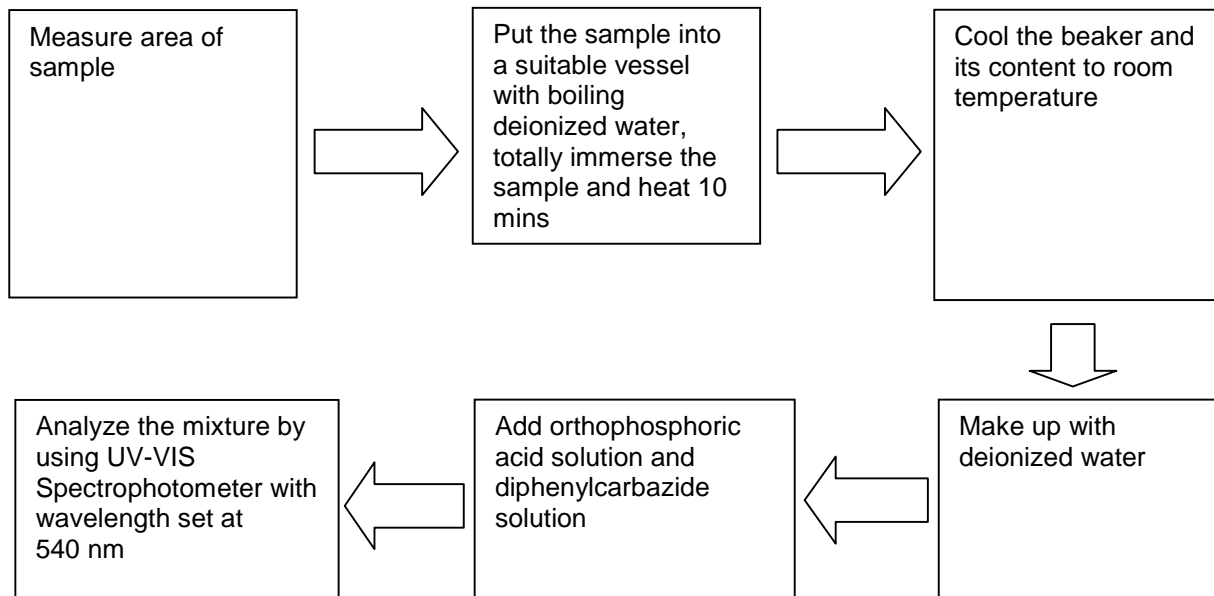 Measure area of
sample
Put the sample into
a suitable vessel
with boiling
deionized water,
totally immerse the
sample and heat 10
mins
Cool the beaker and
its content to room
temperature
Make up with
deionized water
Add orthophosphoric
acid solution and
diphenylcarbazide
solution
Analyze the mixture by
using UV-VIS
Spectrophotometer with
wavelength set at
540 nm